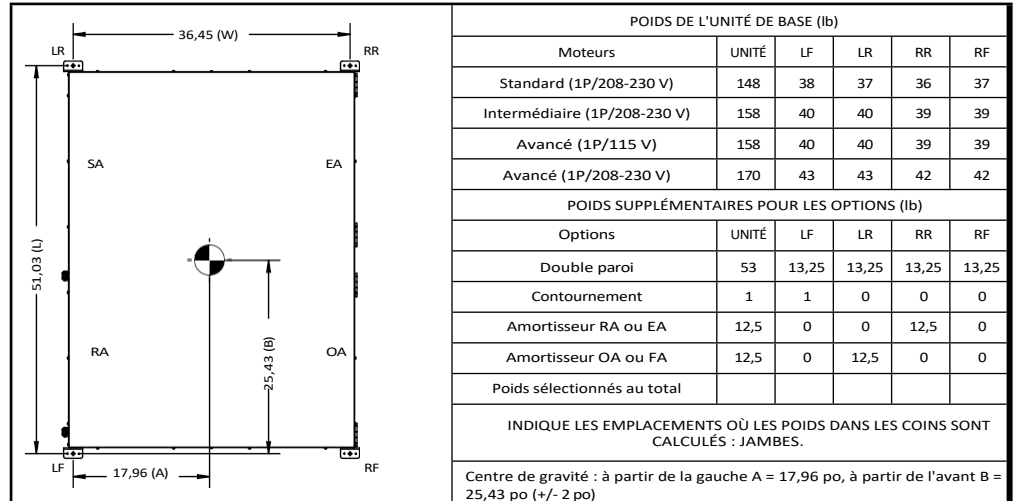 36,45 (W)
LR
RR
SA
EA
51,03 (L)
25,43 (B)
RA
OA
LF
17,96 (A)
RF
POIDS DE L'UNITÉ DE BASE (lb)
Moteurs UNITÉ LF LR RR RF
Standard (1P/208-230 V) 148 38 37 36 37
Intermédiaire (1P/208-230 V) 158 40 40 39 39
Avancé (1P/115 V) 158 40 40 39 39
Avancé (1P/208-230 V) 170 43 43 42 42
POIDS SUPPLÉMENTAIRES POUR LES OPTIONS (lb)
Options UNITÉ LF LR RR RF
Double paroi 53 13,25 13,25 13,25 13,25
Contournement 1 1 0 0 0
Amortisseur RA ou EA 12,5 0 0 12,5 0
Amortisseur OA ou FA 12,5 0 12,5 0 0
Poids sélectionnés au total
INDIQUE LES EMPLACEMENTS OÙ LES POIDS DANS LES COINS SONT
CALCULÉS : JAMBES.
Centre de gravité : à partir de la gauche A = 17,96 po, à partir de l'avant B =
25,43 po (+/- 2 po)